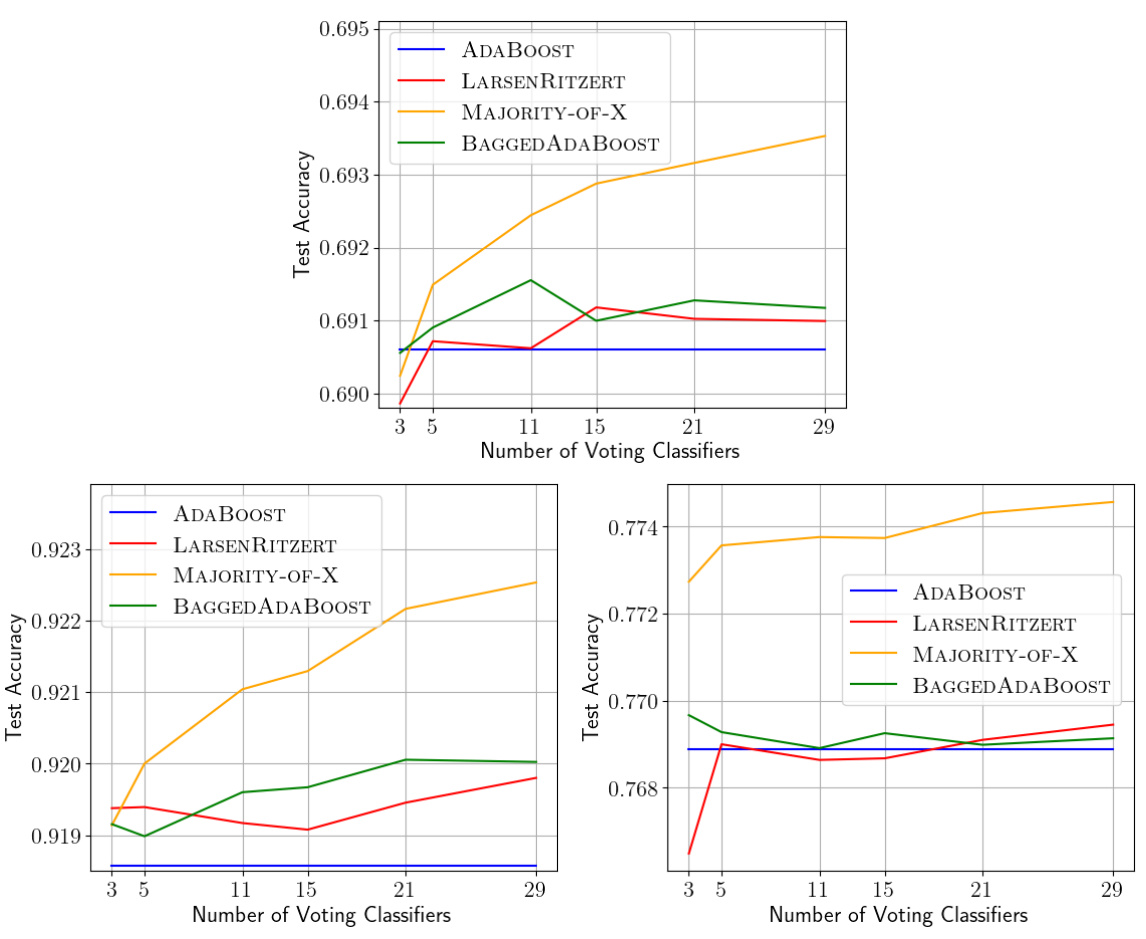 0.695
0.694
0.693
0.692
0.691
0.690
Test Accuracy
ADABOOST
LARSENRITZERT
MAJORITY-OF-X
BAGGEDADABOOST
3 5 11 15 21 29
Number of Voting Classifiers
0.923
0.922
0.921
0.920
0.919
Test Accuracy
ADABOOST
LARSENRITZERT
MAJORITY-OF-X
BAGGEDADABOOST
3 5 11 15 21 29
Number of Voting Classifiers
0.774
0.772
0.770
0.768
Test Accuracy
ADABOOST
LARSENRITZERT
MAJORITY-OF-X
BAGGEDADABOOST
3 5 11 15 21 29
Number of Voting Classifiers